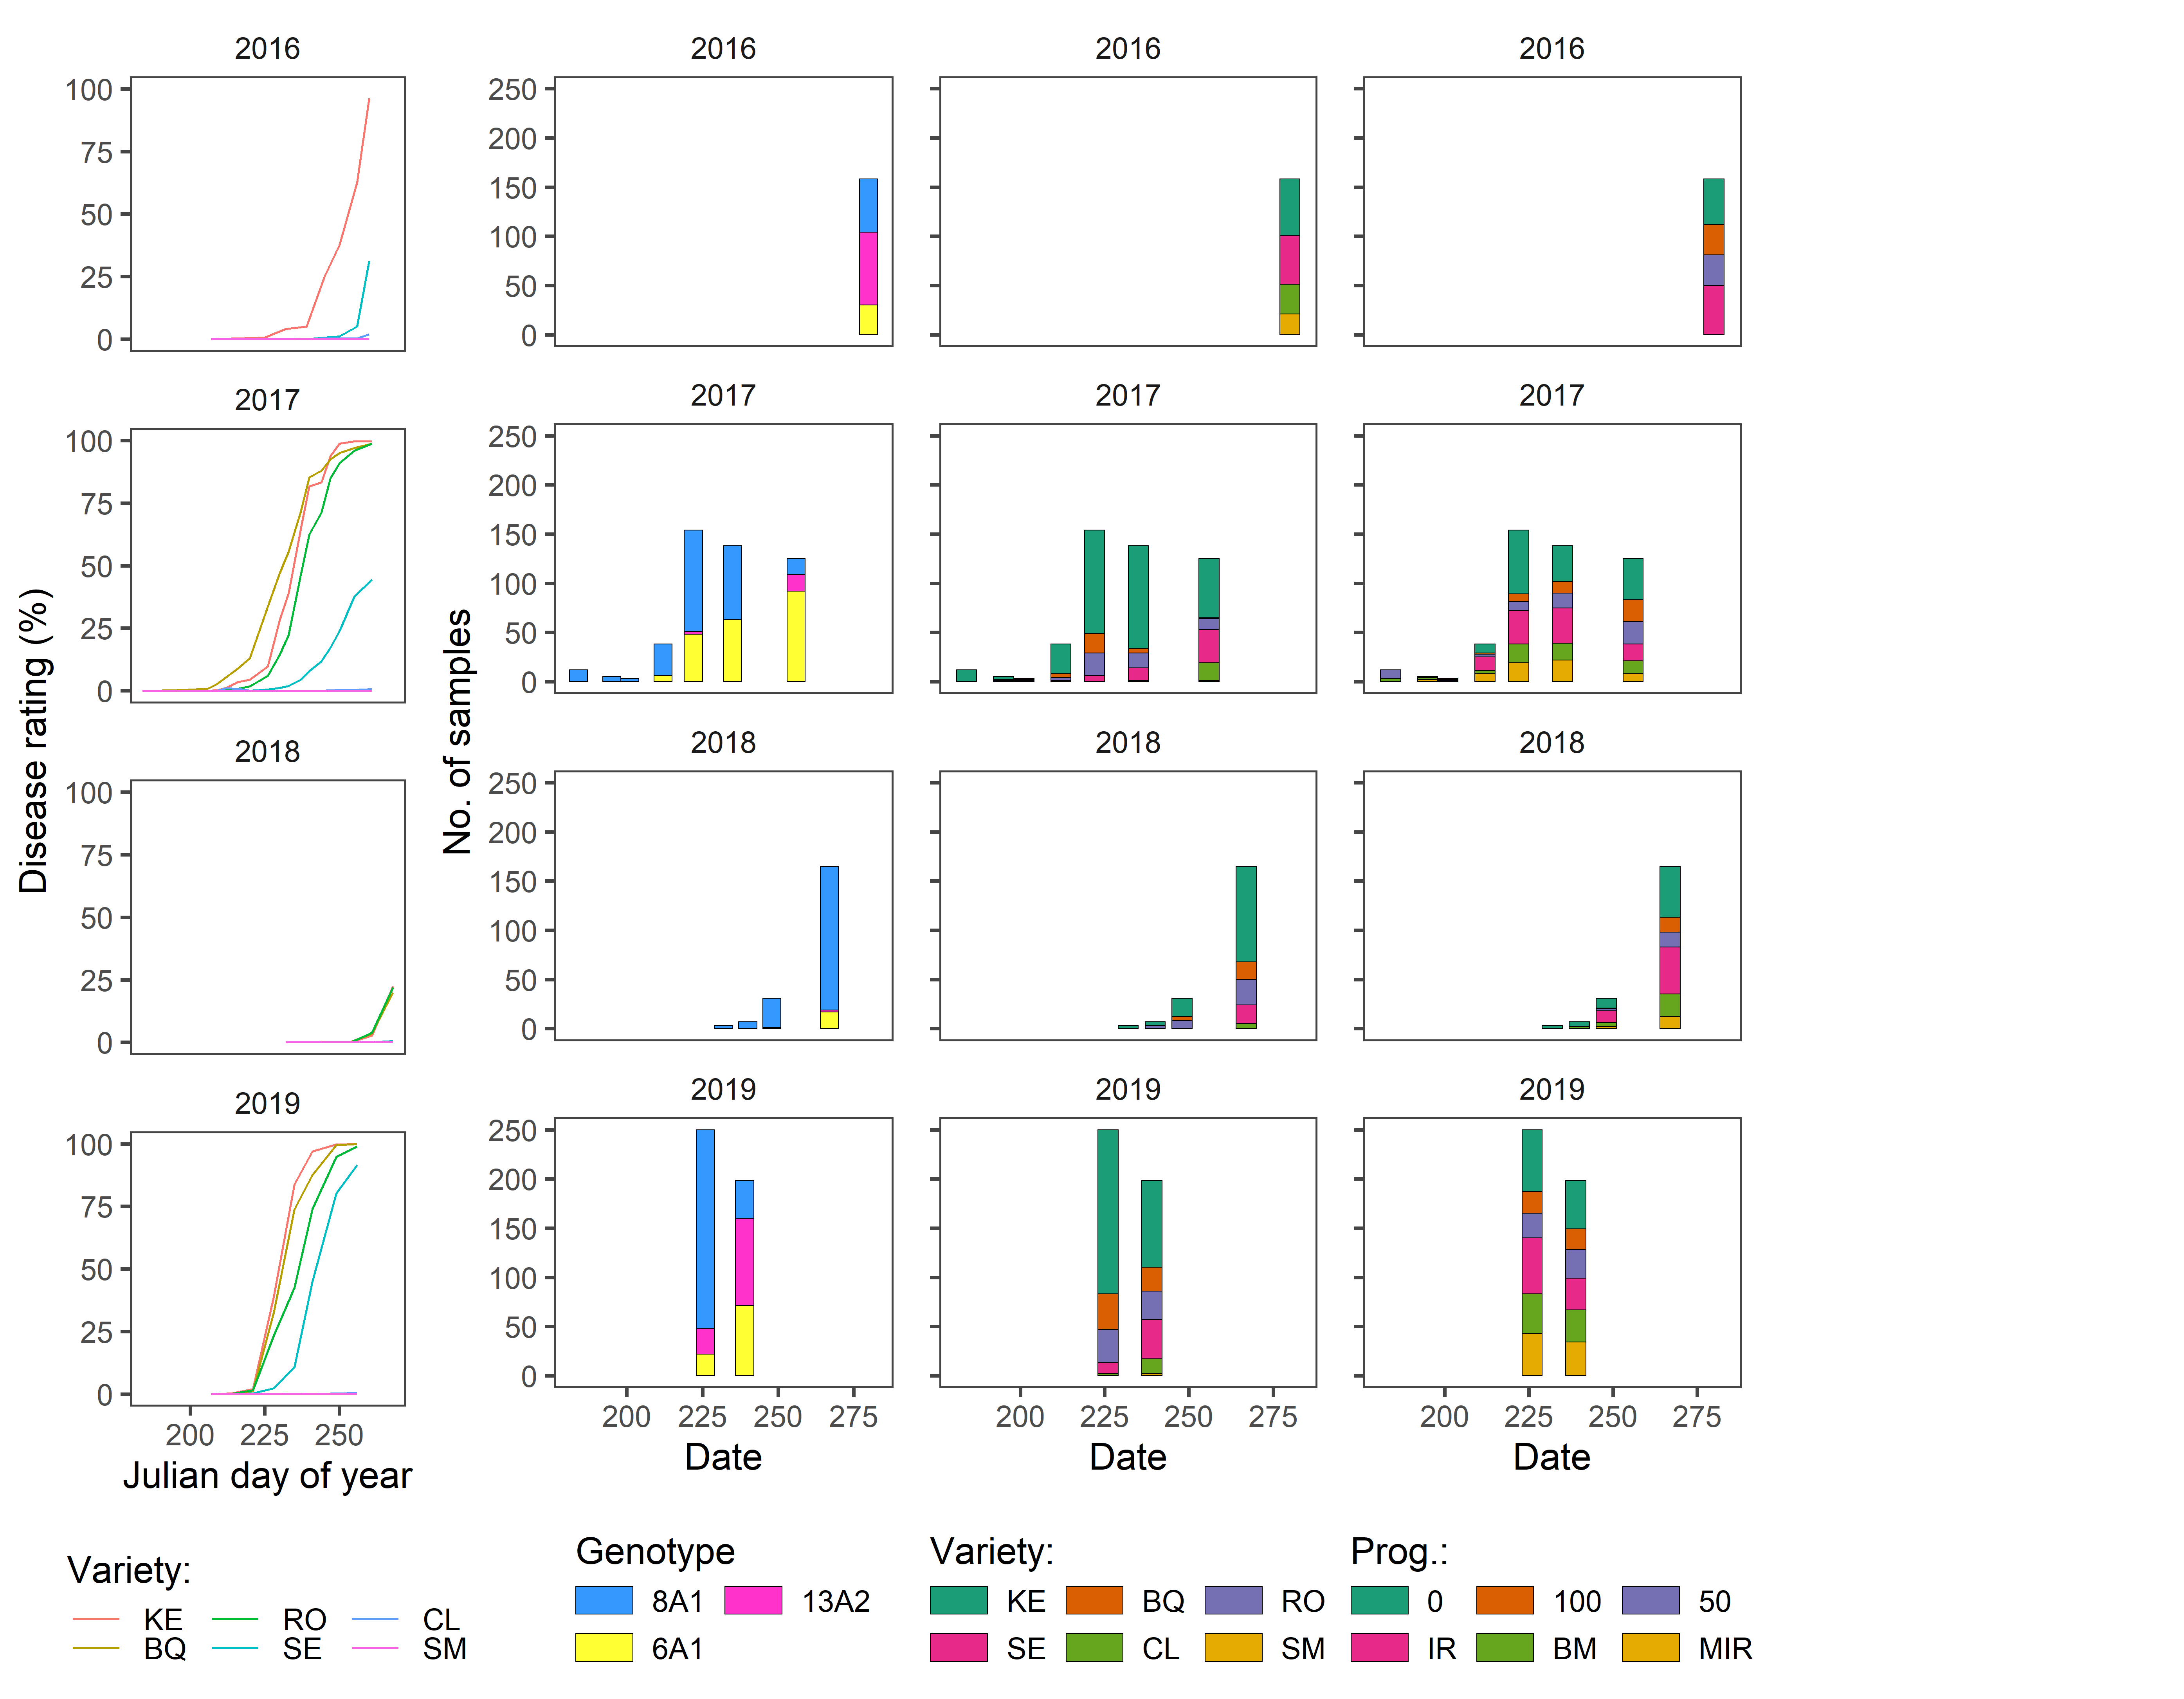 2016 2016 2016 2016
100
75
50
25
0
250
200
150
100
50
0
2017 2017 2017 2017
100
75
50
25
0
250
200
150
100
50
0
Disease rating (%)
No. of samples
2018 2018 2018 2018
100
75
50
25
0
250
200
150
100
50
0
2019 2019 2019 2019
100
75
50
25
0
250
200
150
100
50
0
200 225 250
200 225 250 275
200 225 250 275
200 225 250 275
Julian day of year
Date Date Date
Variety:
KE RO CL
BQ SE SM
Genotype
8A1 13A2
6A1
Variety:
KE BQ RO
SE CL SM
Prog.:
0 100 50
IR BM MIR